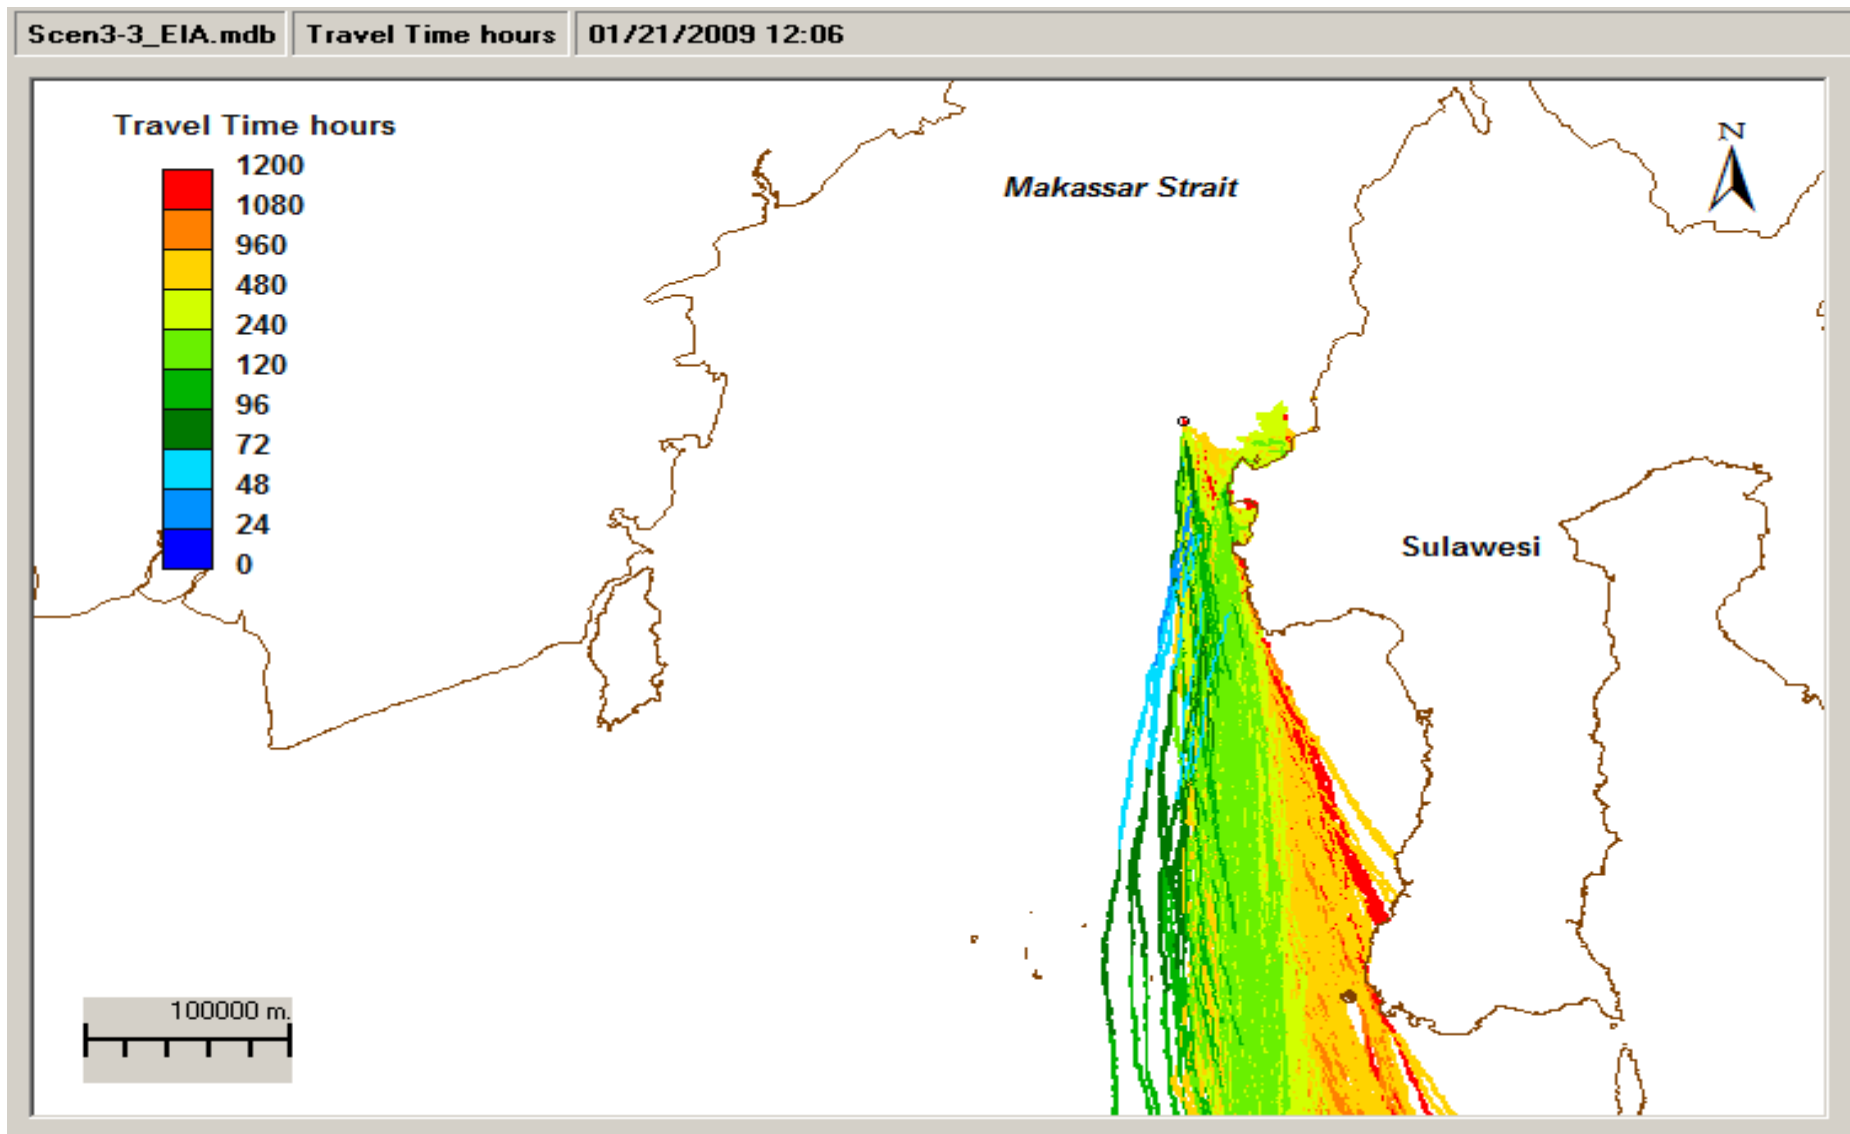 Scen3-3_EIA.mdb Travel Time hours 01/21/2009 12:06
Travel Time hours
1200
1080
960
480
240
120
96
72
48
24
0
Makassar Strait
N
Sulawesi
100000 m.